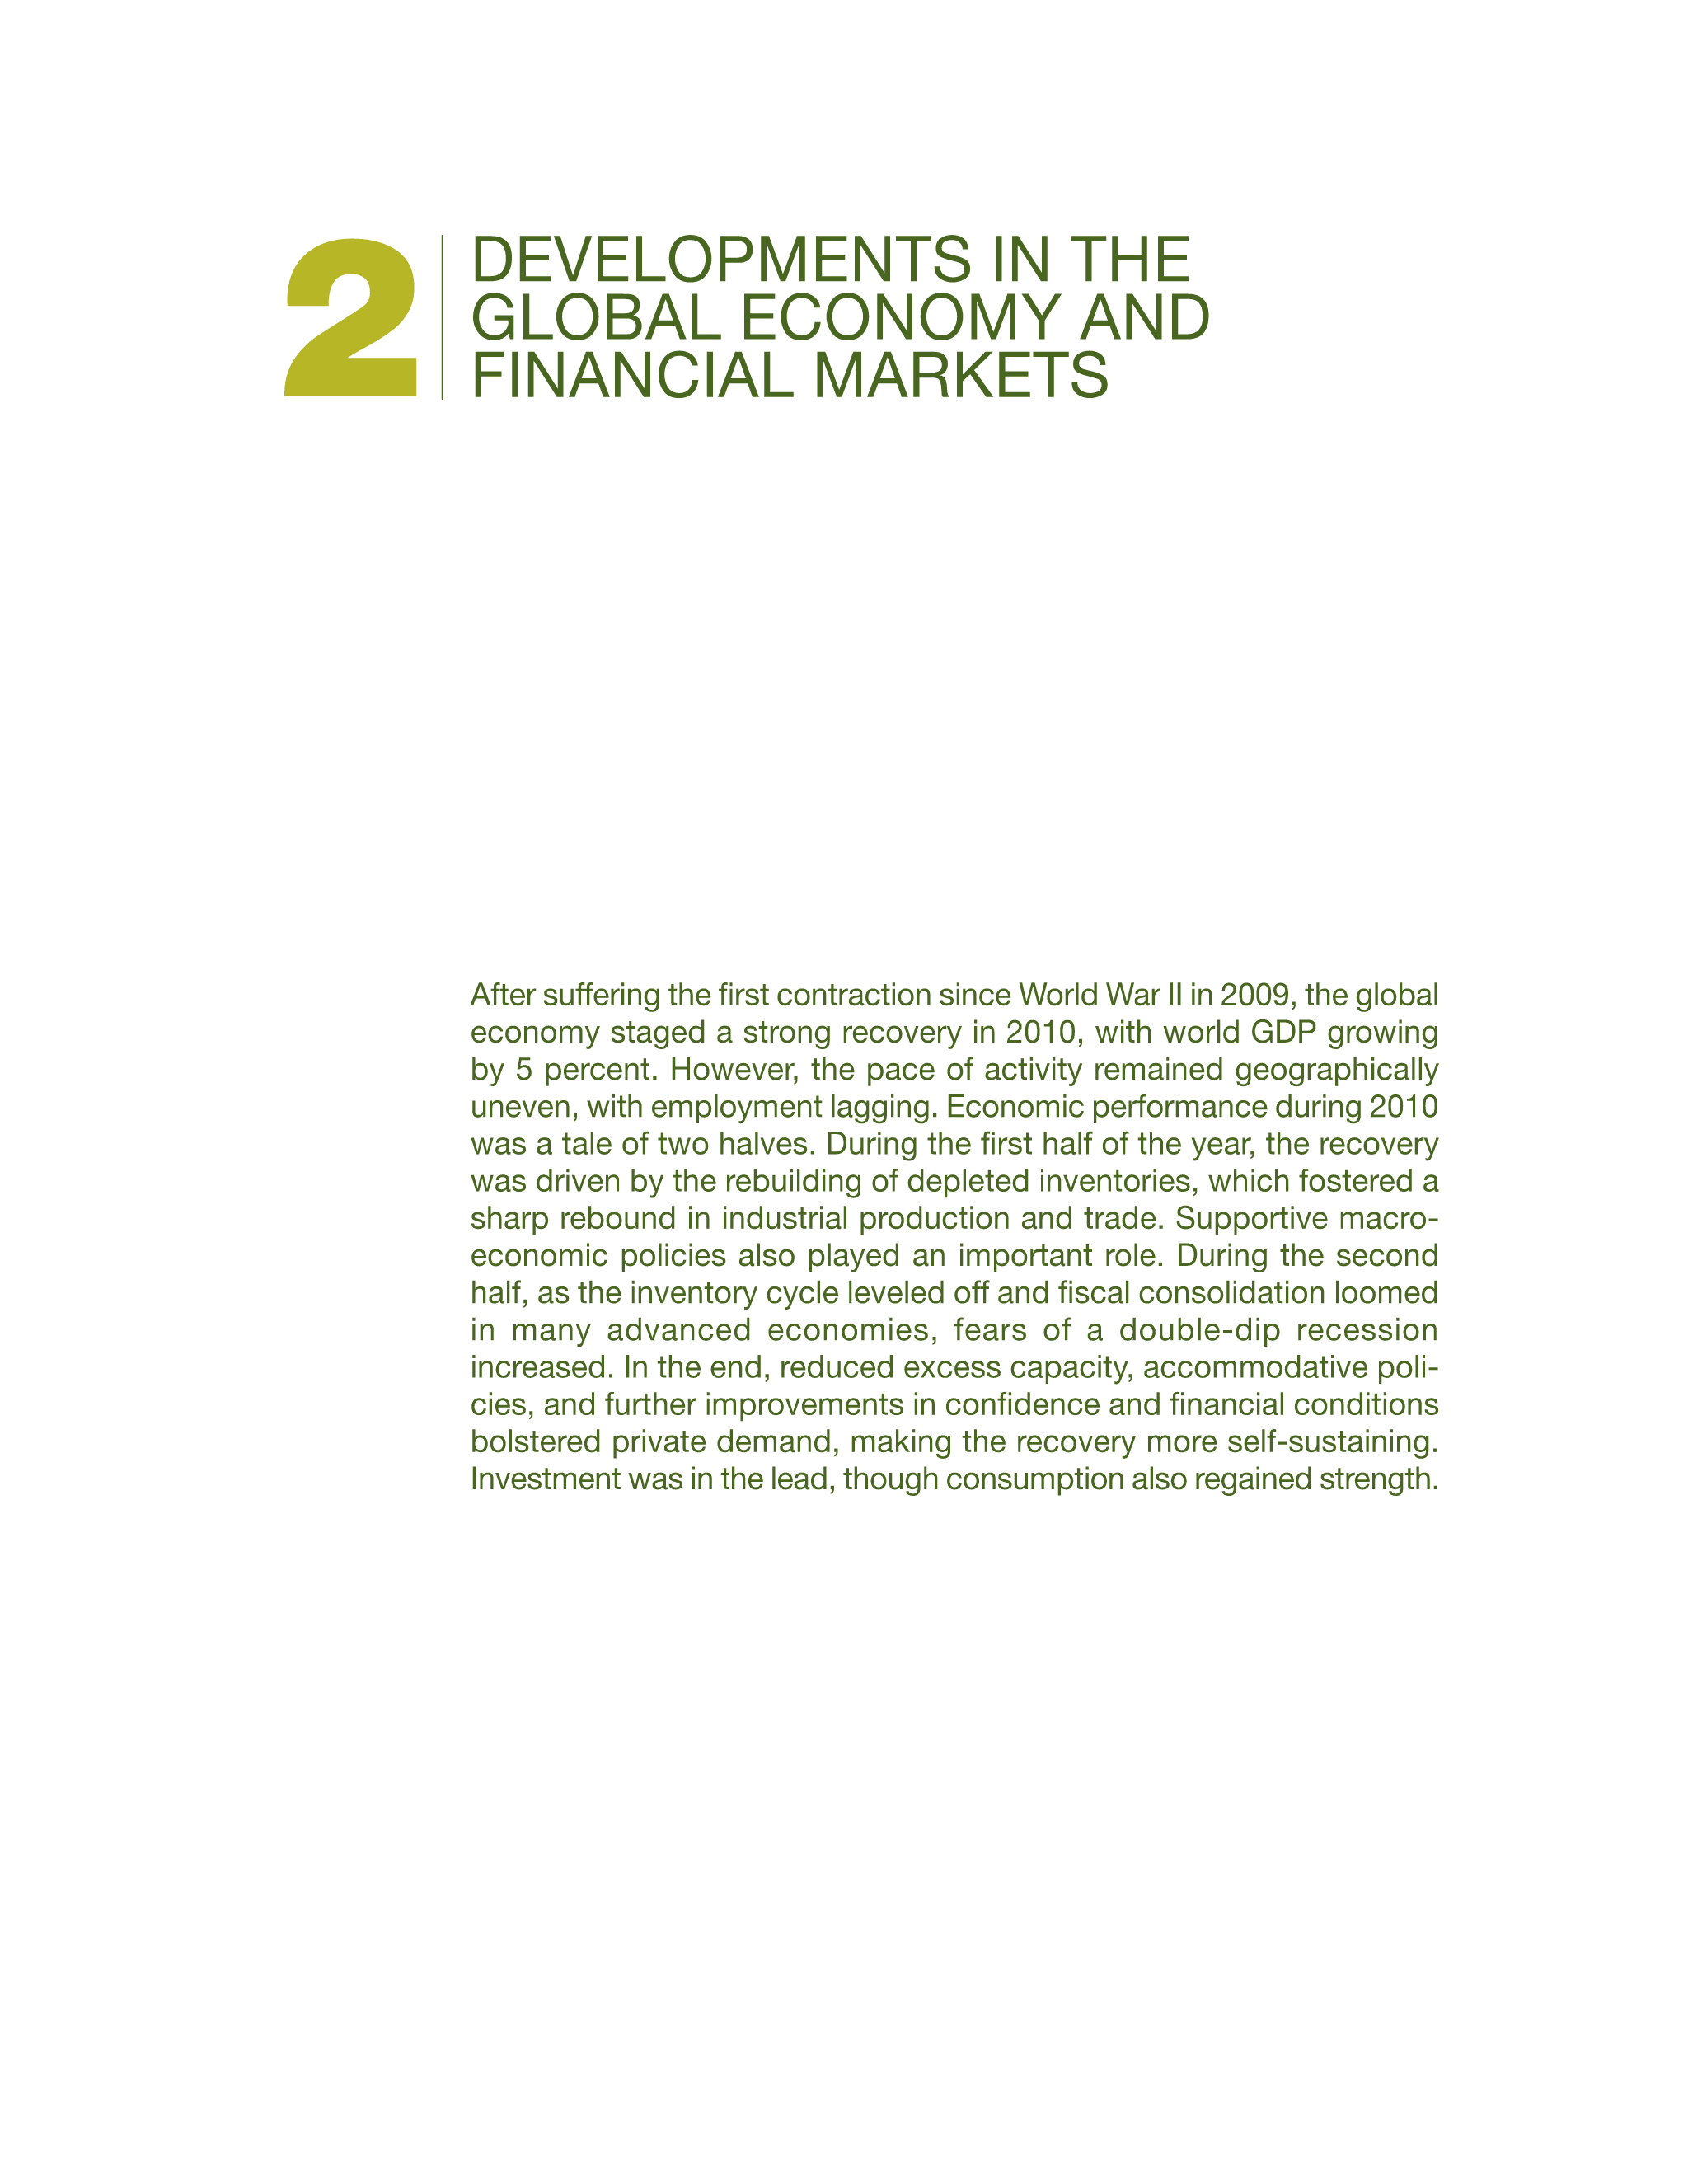 2
DEVELOPMENTS IN THE
GLOBAL ECONOMY AND
FINANCIAL MARKETS
After suffering the first contraction since World War II in 2009, the global
economy staged a strong recovery in 2010, with world GDP growing
by 5 percent. However, the pace of activity remained geographically
uneven, with employment lagging. Economic performance during 2010
was a tale of two halves. During the first half of the year, the recovery
was driven by the rebuilding of depleted inventories, which fostered a
sharp rebound in industrial production and trade. Supportive macro-
economic policies also played an important role. During the second
half, as the inventory cycle leveled off and fiscal consolidation loomed
in many advanced economies, fears of a double-dip recession
increased. In the end, reduced excess capacity, accommodative poli-
cies, and further improvements in confidence and financial conditions
bolstered private demand, making the recovery more self-sustaining.
Investment was in the lead, though consumption also regained strength.